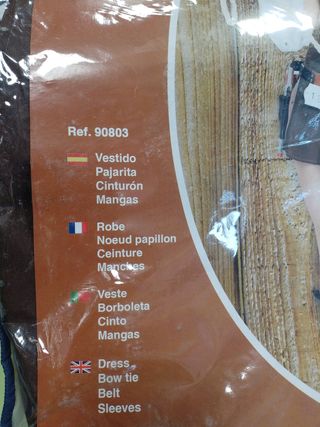 Ref. 90803
Vestido
Pajarita
Cinturón
Mangas
Robe
Noeud papillon
Ceinture
Manches
Veste
Borboleta
Cinto
Mangas
Dress
Bow tie
Belt
Sleeves